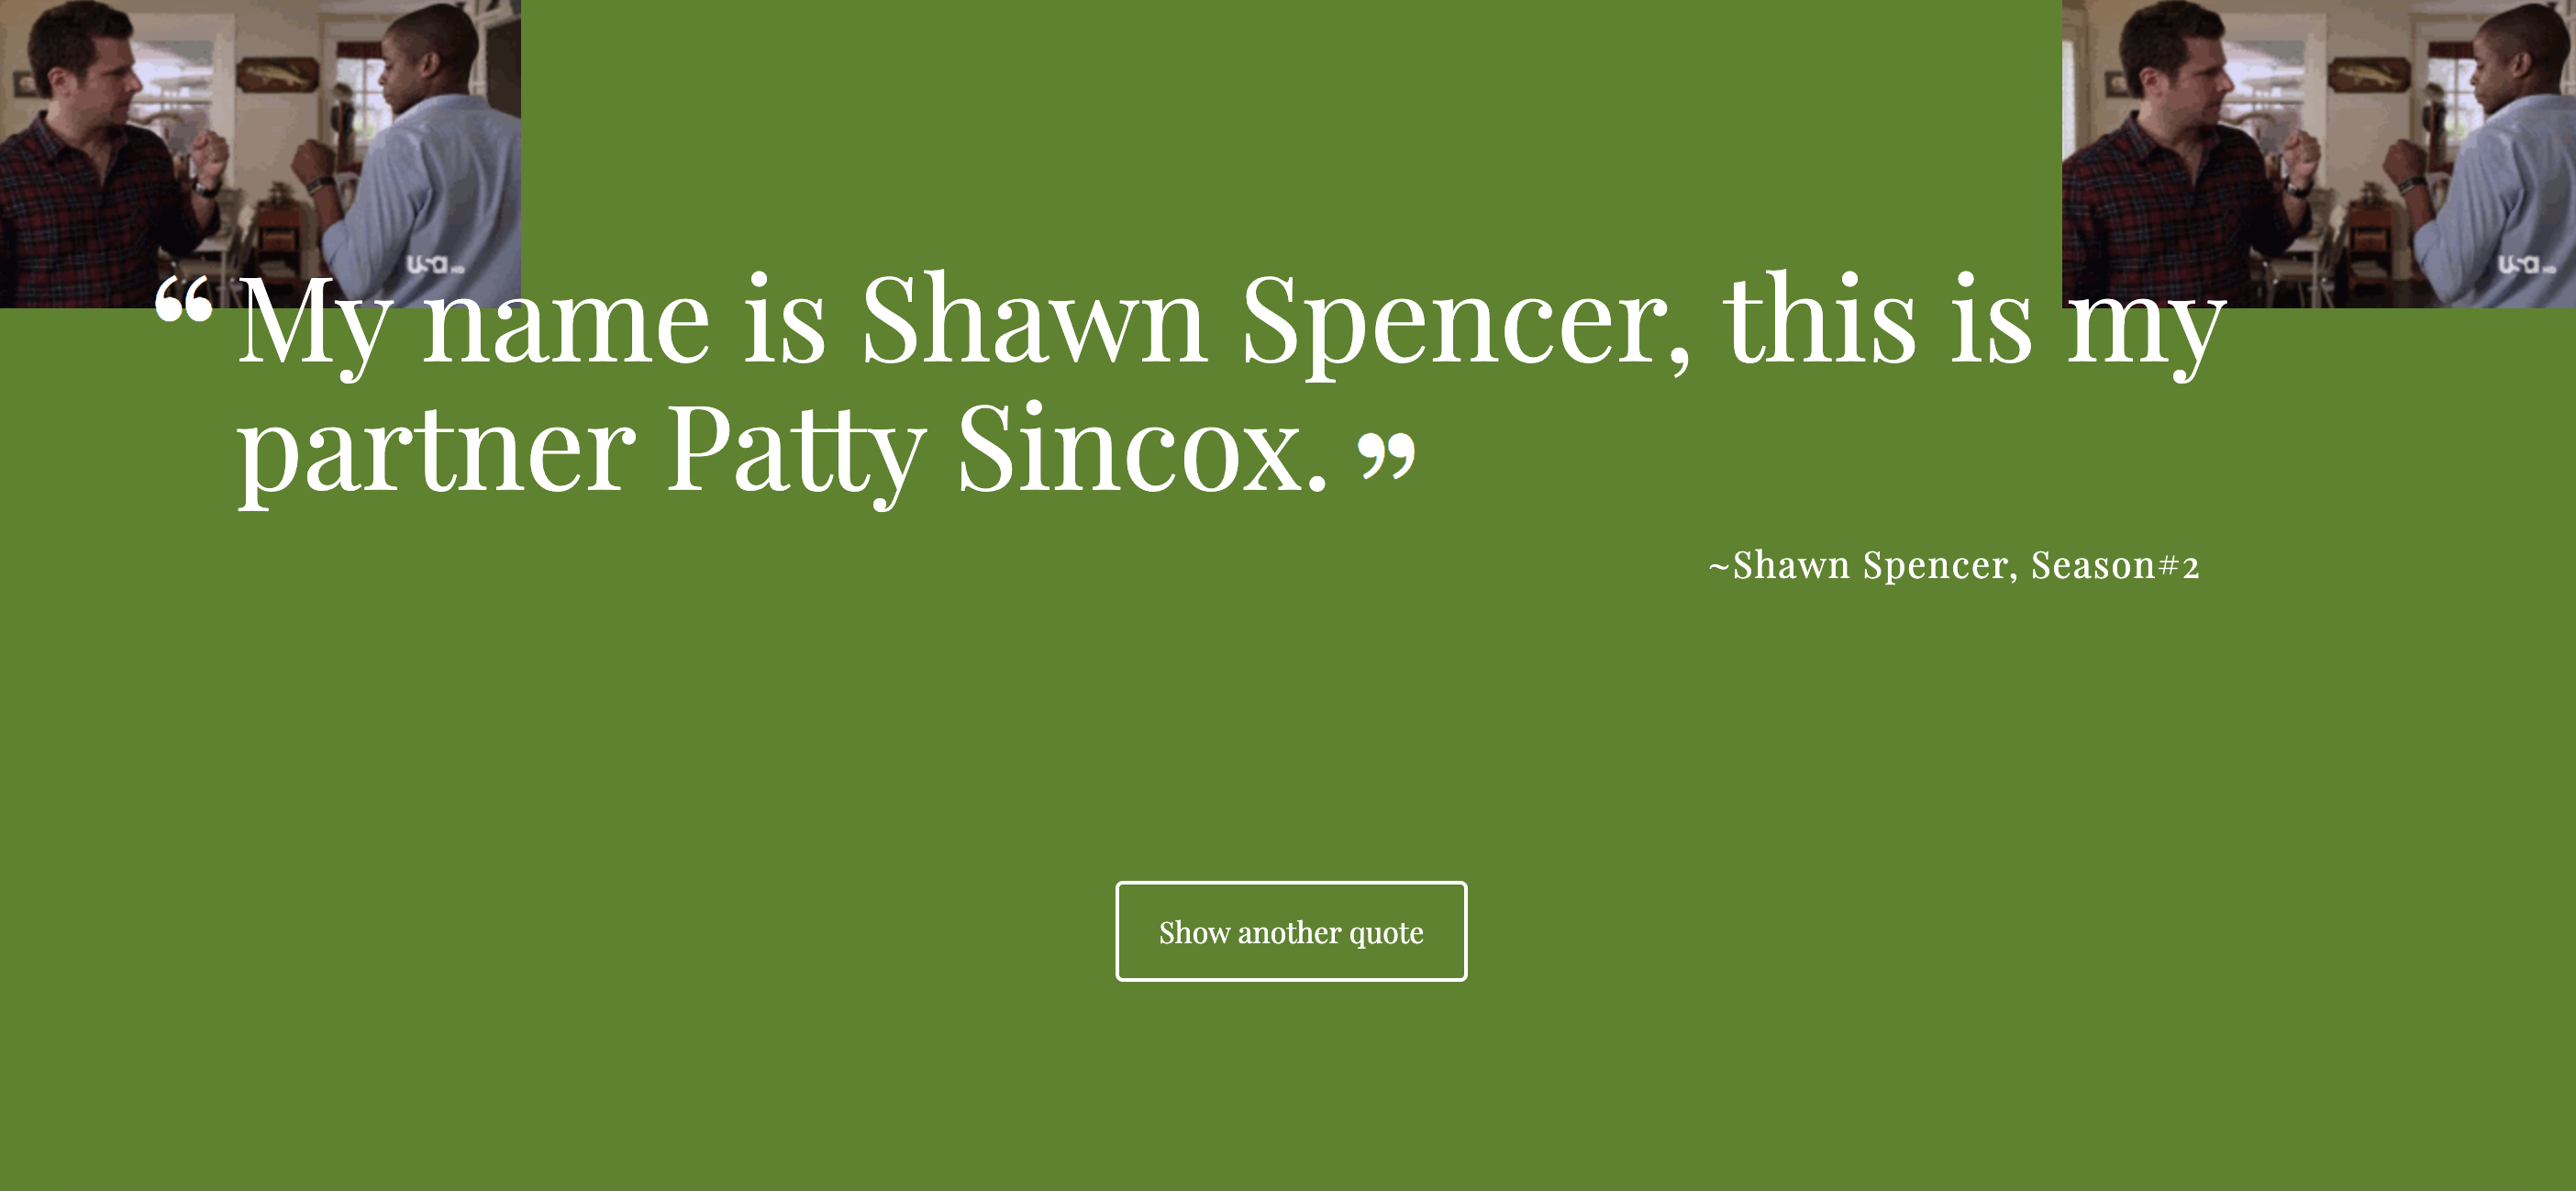 usa HD
usa HD
“ My name is Shawn Spencer, this is my
partner Patty Sincox. ”
~Shawn Spencer, Season#2
Show another quote